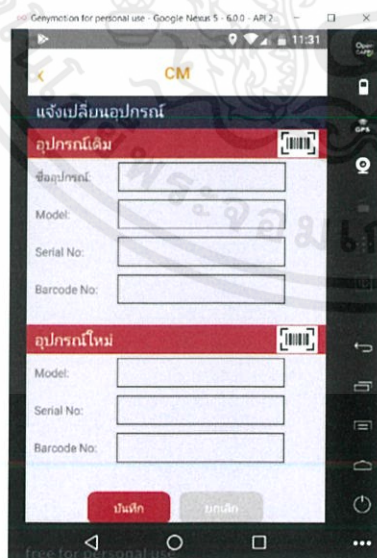 Genymotion for personal use - Google Nexus 5 - 6.0.0 - API 2
11:31
CM
แจ้งเปลี่ยนอุปกรณ์
อุปกรณ์เดิม
ชื่ออุปกรณ์:
Model:
Serial No:
Barcode No:
อุปกรณ์ใหม่
Model:
Serial No:
Barcode No:
บันทึก
ยกเลิก
free for personal use
GPS